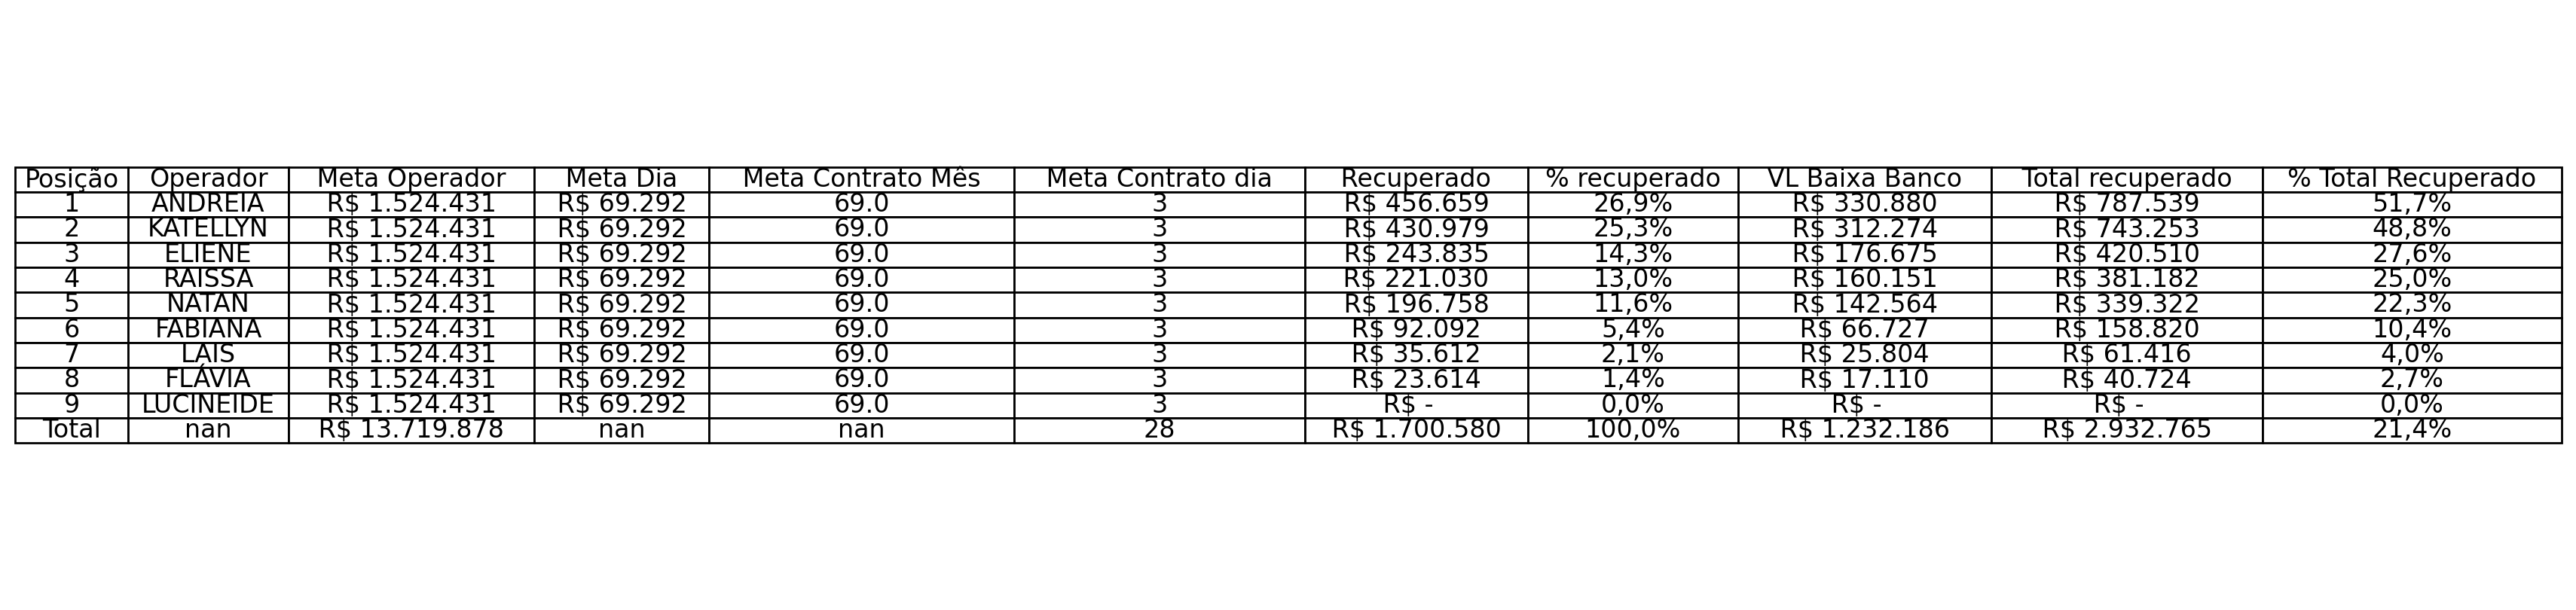 Posição Operador Meta Operador Meta Dia Meta Contrato Mês Meta Contrato dia Recuperado % recuperado VL Baixa Banco Total recuperado % Total Recuperado
1 ANDREIA R$ 1.524.431 R$ 69.292 69.0 3 R$ 456.659 26,9% R$ 330.880 R$ 787.539 51,7%
2 KATELLYN R$ 1.524.431 R$ 69.292 69.0 3 R$ 430.979 25,3% R$ 312.274 R$ 743.253 48,8%
3 ELIENE R$ 1.524.431 R$ 69.292 69.0 3 R$ 243.835 14,3% R$ 176.675 R$ 420.510 27,6%
4 RAISSA R$ 1.524.431 R$ 69.292 69.0 3 R$ 221.030 13,0% R$ 160.151 R$ 381.182 25,0%
5 NATAN R$ 1.524.431 R$ 69.292 69.0 3 R$ 196.758 11,6% R$ 142.564 R$ 339.322 22,3%
6 FABIANA R$ 1.524.431 R$ 69.292 69.0 3 R$ 92.092 5,4% R$ 66.727 R$ 158.820 10,4%
7 LAIS R$ 1.524.431 R$ 69.292 69.0 3 R$ 35.612 2,1% R$ 25.804 R$ 61.416 4,0%
8 FLÁVIA R$ 1.524.431 R$ 69.292 69.0 3 R$ 23.614 1,4% R$ 17.110 R$ 40.724 2,7%
9 LUCINEIDE R$ 1.524.431 R$ 69.292 69.0 3 R$ - 0,0% R$ - R$ - 0,0%
Total nan R$ 13.719.878 nan nan 28 R$ 1.700.580 100,0% R$ 1.232.186 R$ 2.932.765 21,4%